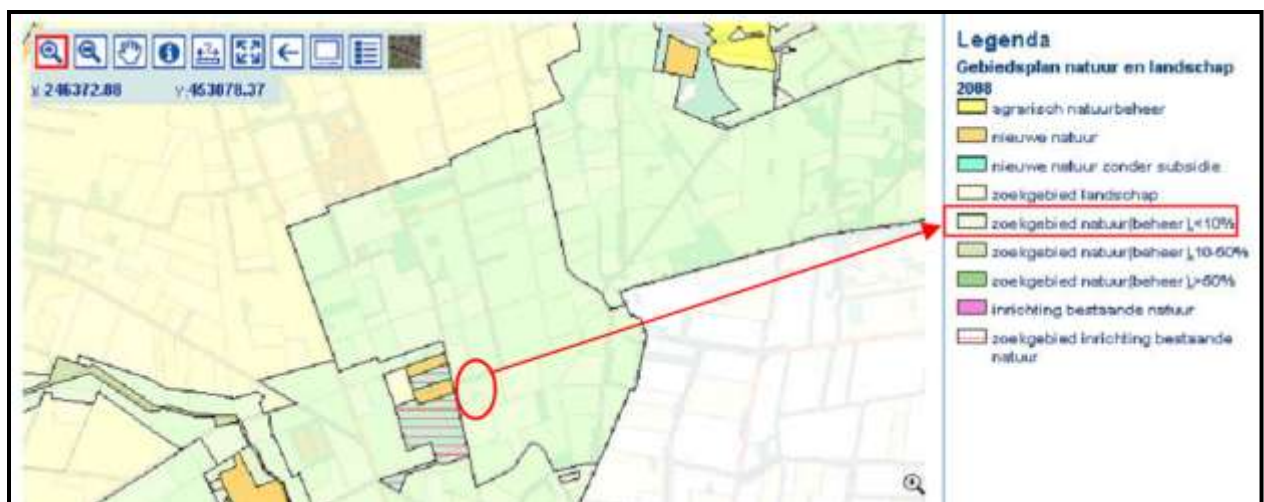 X 246372.88 Y 453078.37
Legenda
Gebiedsplan natuur en landschap
2008
agrarisch natuurbeheer
nieuwe natuur
nieuwe natuur zonder subsidie
zoekgebied landschap
zoekgebied natuur(beheer),<10%
zoekgebied natuur(beheer),10-50%
zoekgebied natuur(beheer),>50%
inrichting bestaande natuur
zoekgebied inrichting bestaande
natuur